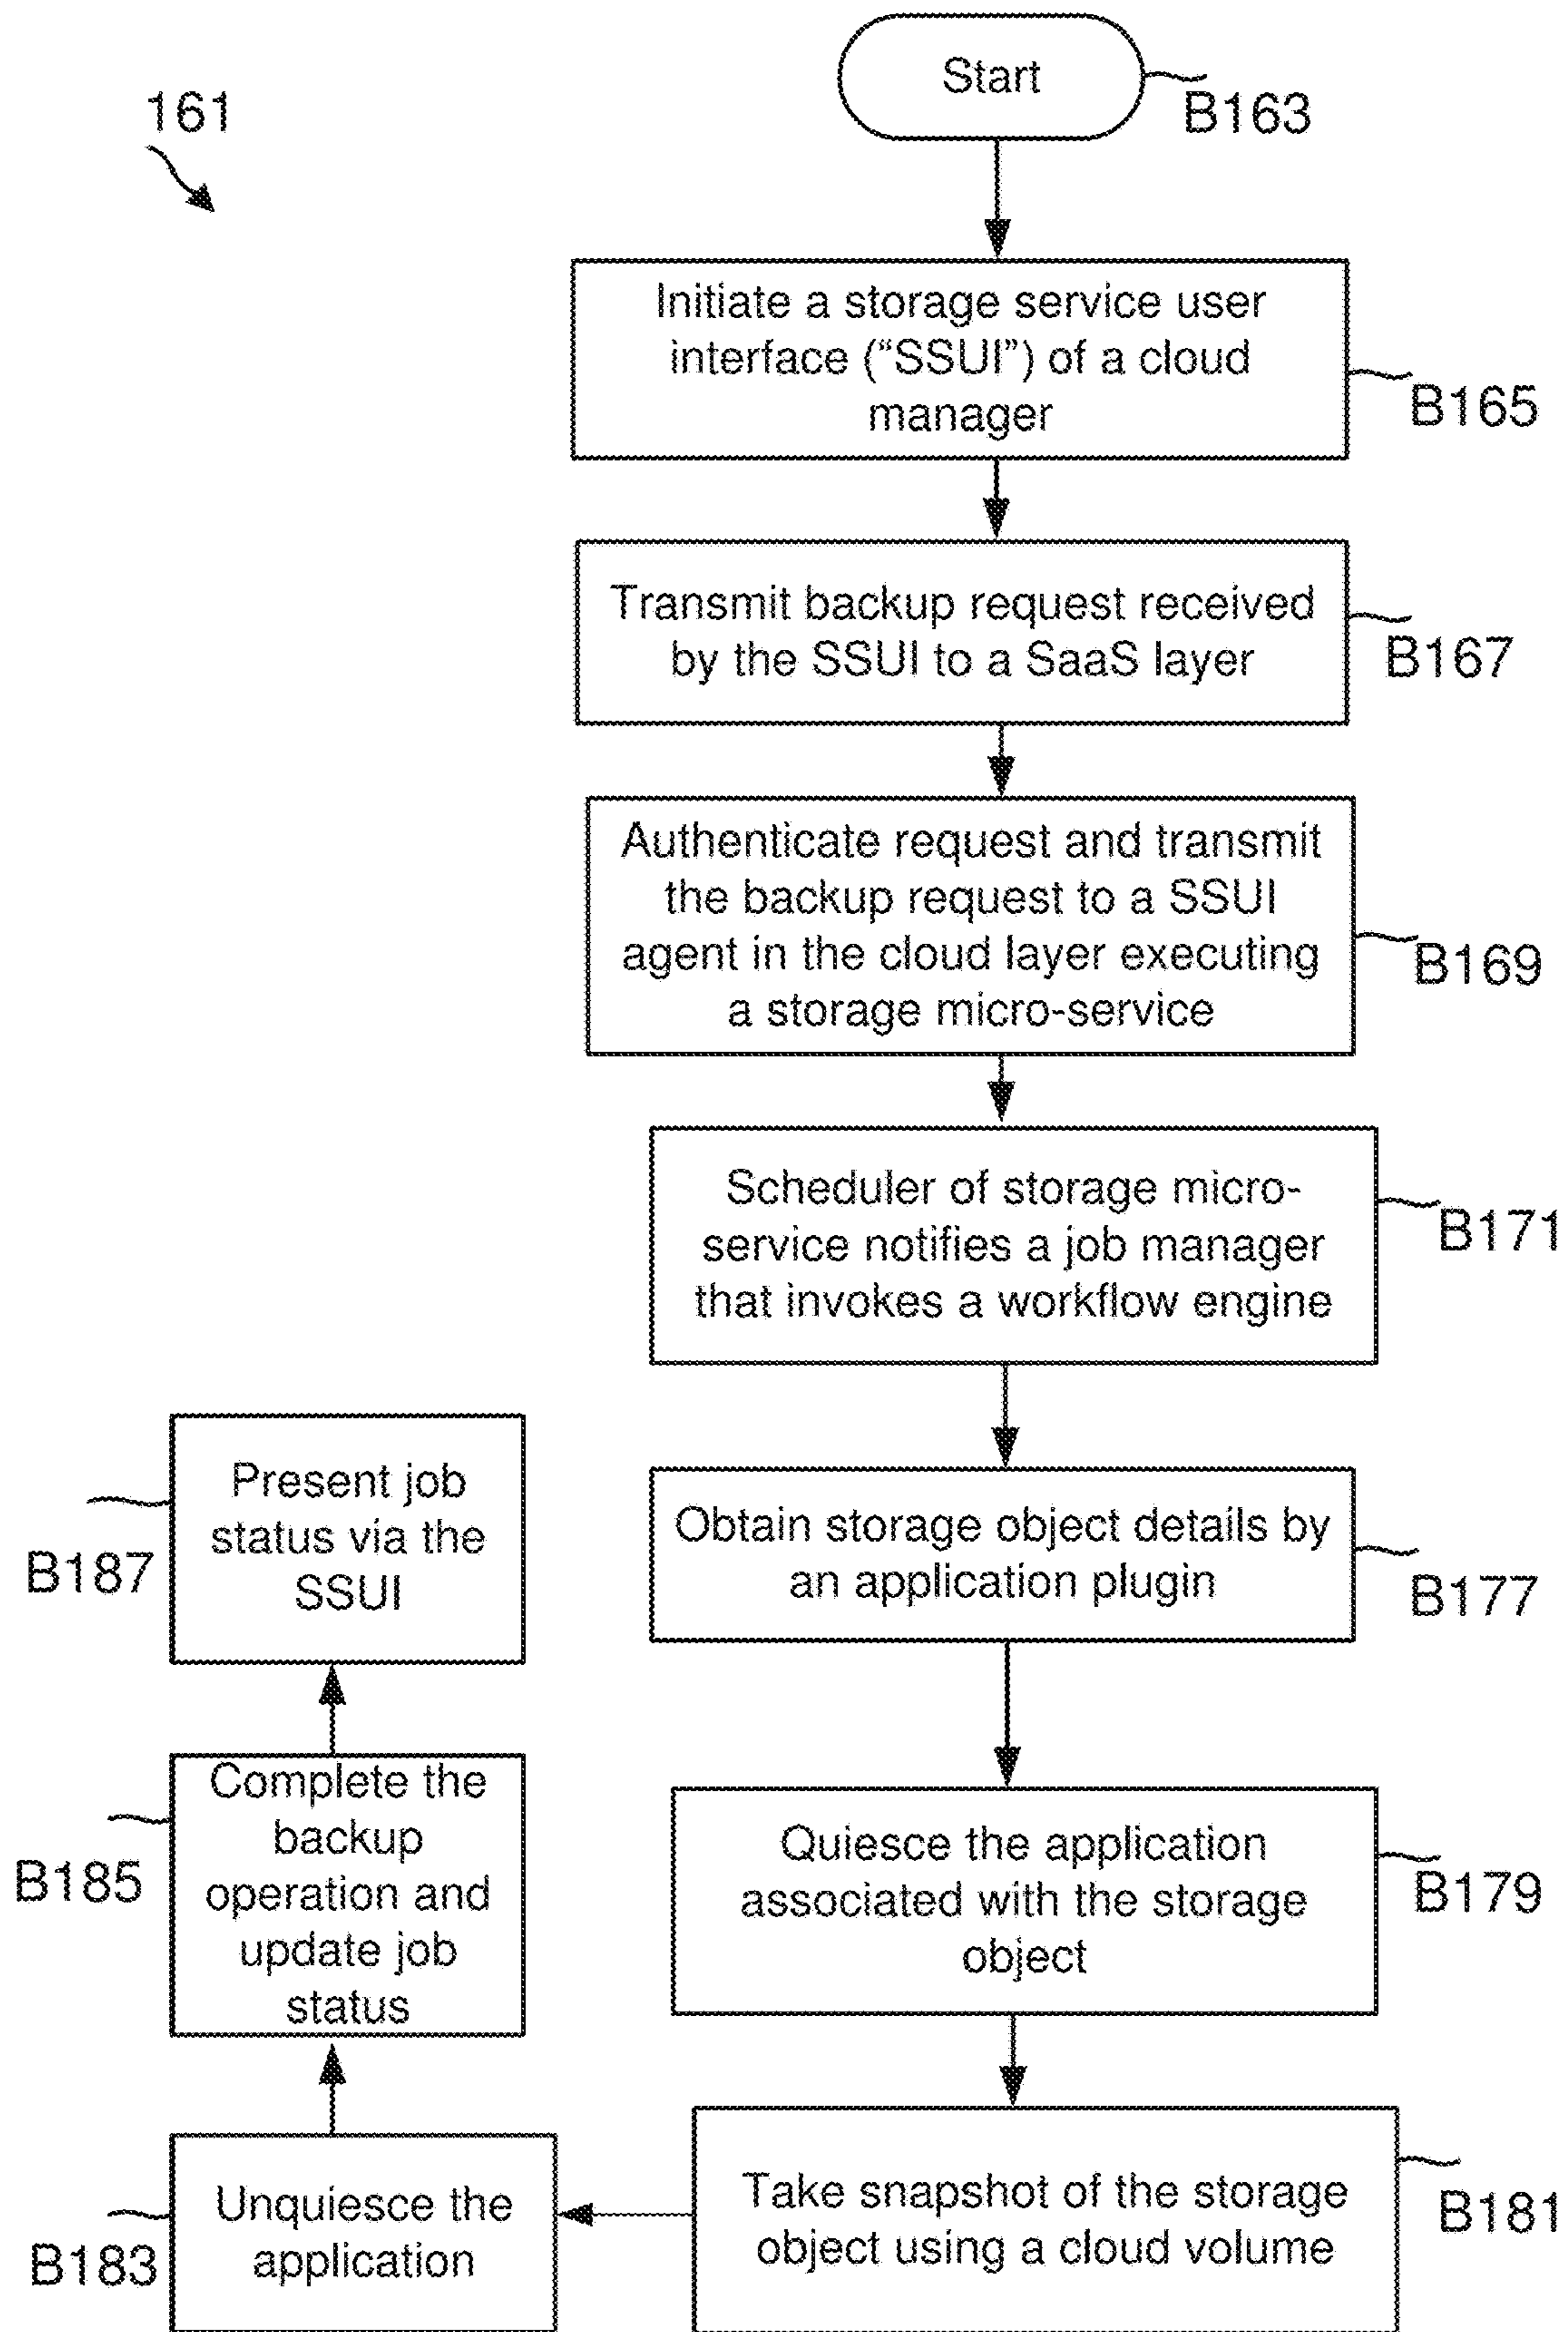 161
Start
B163
Initiate a storage service user
interface (“SSUI”) of a cloud
manager
B165
Transmit backup request received
by the SSUI to a SaaS layer
B167
Authenticate request and transmit
the backup request to a SSUI
agent in the cloud layer executing
a storage micro-service
B169
Scheduler of storage micro-
service notifies a job manager
that invokes a workflow engine
B171
Obtain storage object details by
an application plugin
B177
Quiesce the application
associated with the storage
object
B179
Take snapshot of the storage
object using a cloud volume
B181
Unquiesce the
application
B183
Complete the
backup
operation and
update job
status
B185
Present job
status via the
SSUI
B187